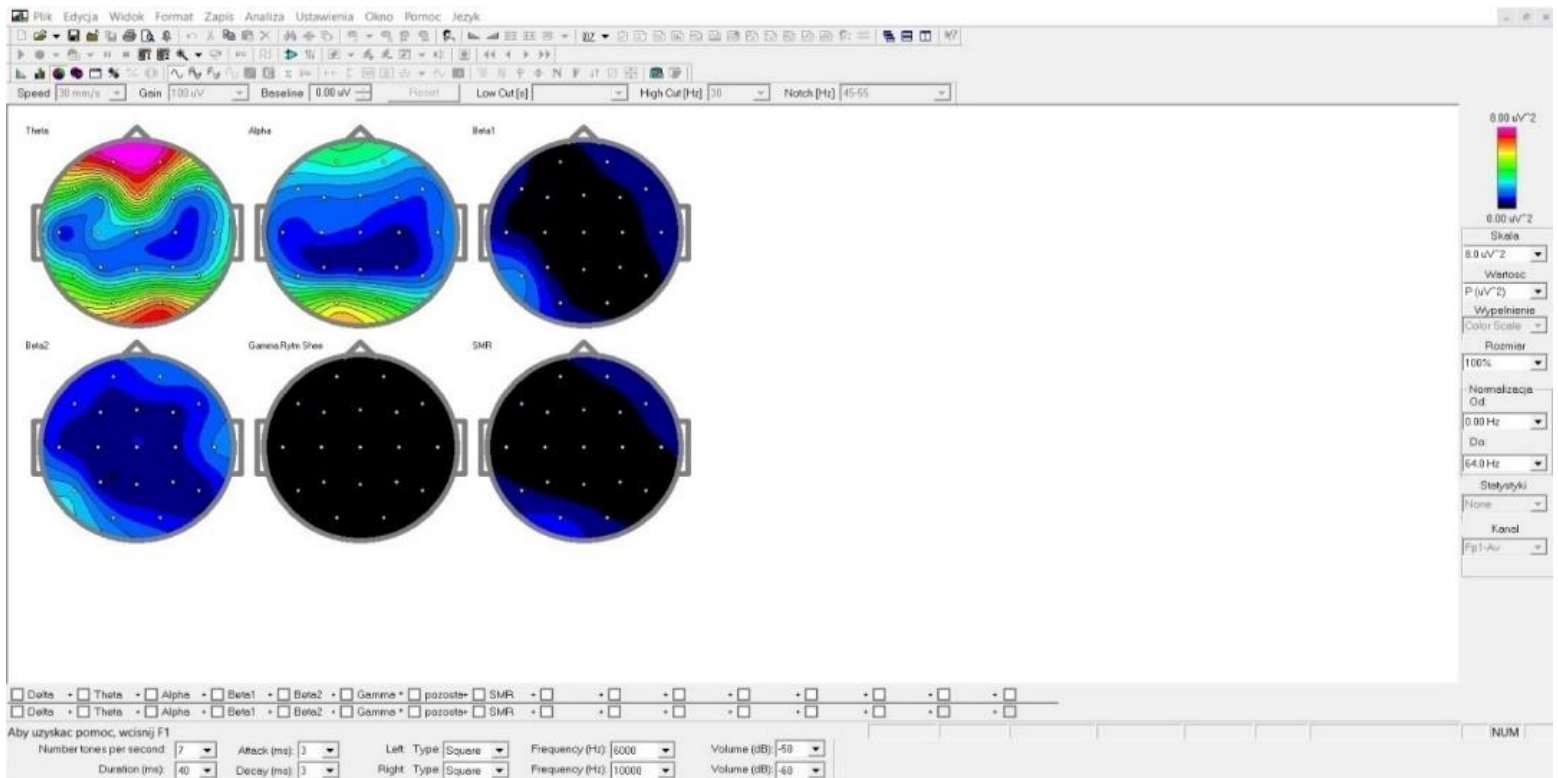 Plik Edycja Widok Format Zapis Analiza Ustawienia Okno Pomoc Jezyk
Speed 30 mm/s Gain 100 uV Baseline 0.00 uV Reset Low Cut [s] High Cut [Hz] 30 Notch [Hz] 45-55
Theta Alpha Beta1
Beta2 Gamma.Rytm Shee SMR
8.00 uV^2
0.00 uV^2
Skala
8.0 uV^2
Wartosc
P (uV^2)
Wypelnienie
Color Scale
Rozmiar
100%
Normalizacja
Od:
0.00 Hz
Do:
64.0 Hz
Statystyki
None
Kanal
Fp1-Av
Delta + Theta + Alpha + Beta1 + Beta2 + Gamma * pozosta+ SMR + + + + + + + +
Delta + Theta + Alpha + Beta1 + Beta2 + Gamma * pozosta+ SMR + + + + + + + +
Aby uzyskac pomoc, wcisnij F1 NUM
Number tones per second: 7 Attack (ms): 3 Left Type: Square Frequency (Hz): 6000 Volume (dB): -50
Duration (ms): 40 Decay (ms): 3 Right Type: Square Frequency (Hz): 10000 Volume (dB): -60